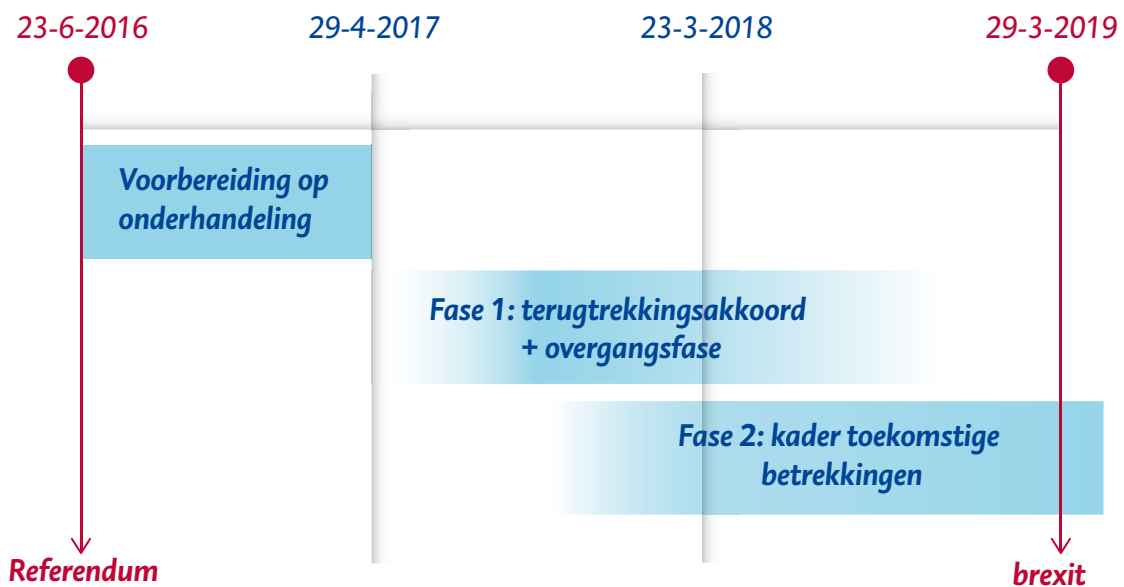 23-6-2016 29-4-2017 23-3-2018 29-3-2019
Voorbereiding op
onderhandeling
Fase 1: terugtrekkingsakkoord
+ overgangsfase
Fase 2: kader toekomstige
betrekkingen
Referendum brexit